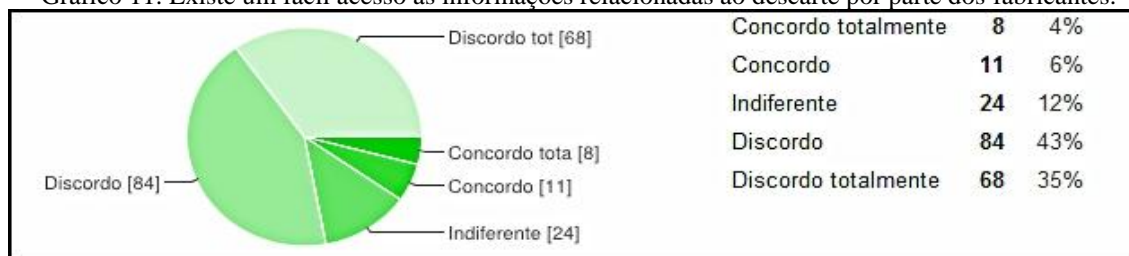 Gráfico 11: Existe um fácil acesso às informações relacionadas ao descarte por parte dos fabricantes.
Discordo tot [68]
Concordo tota [8]
Discordo [84]
Concordo [11]
Indiferente [24]
Concordo totalmente 8 4%
Concordo 11 6%
Indiferente 24 12%
Discordo 84 43%
Discordo totalmente 68 35%